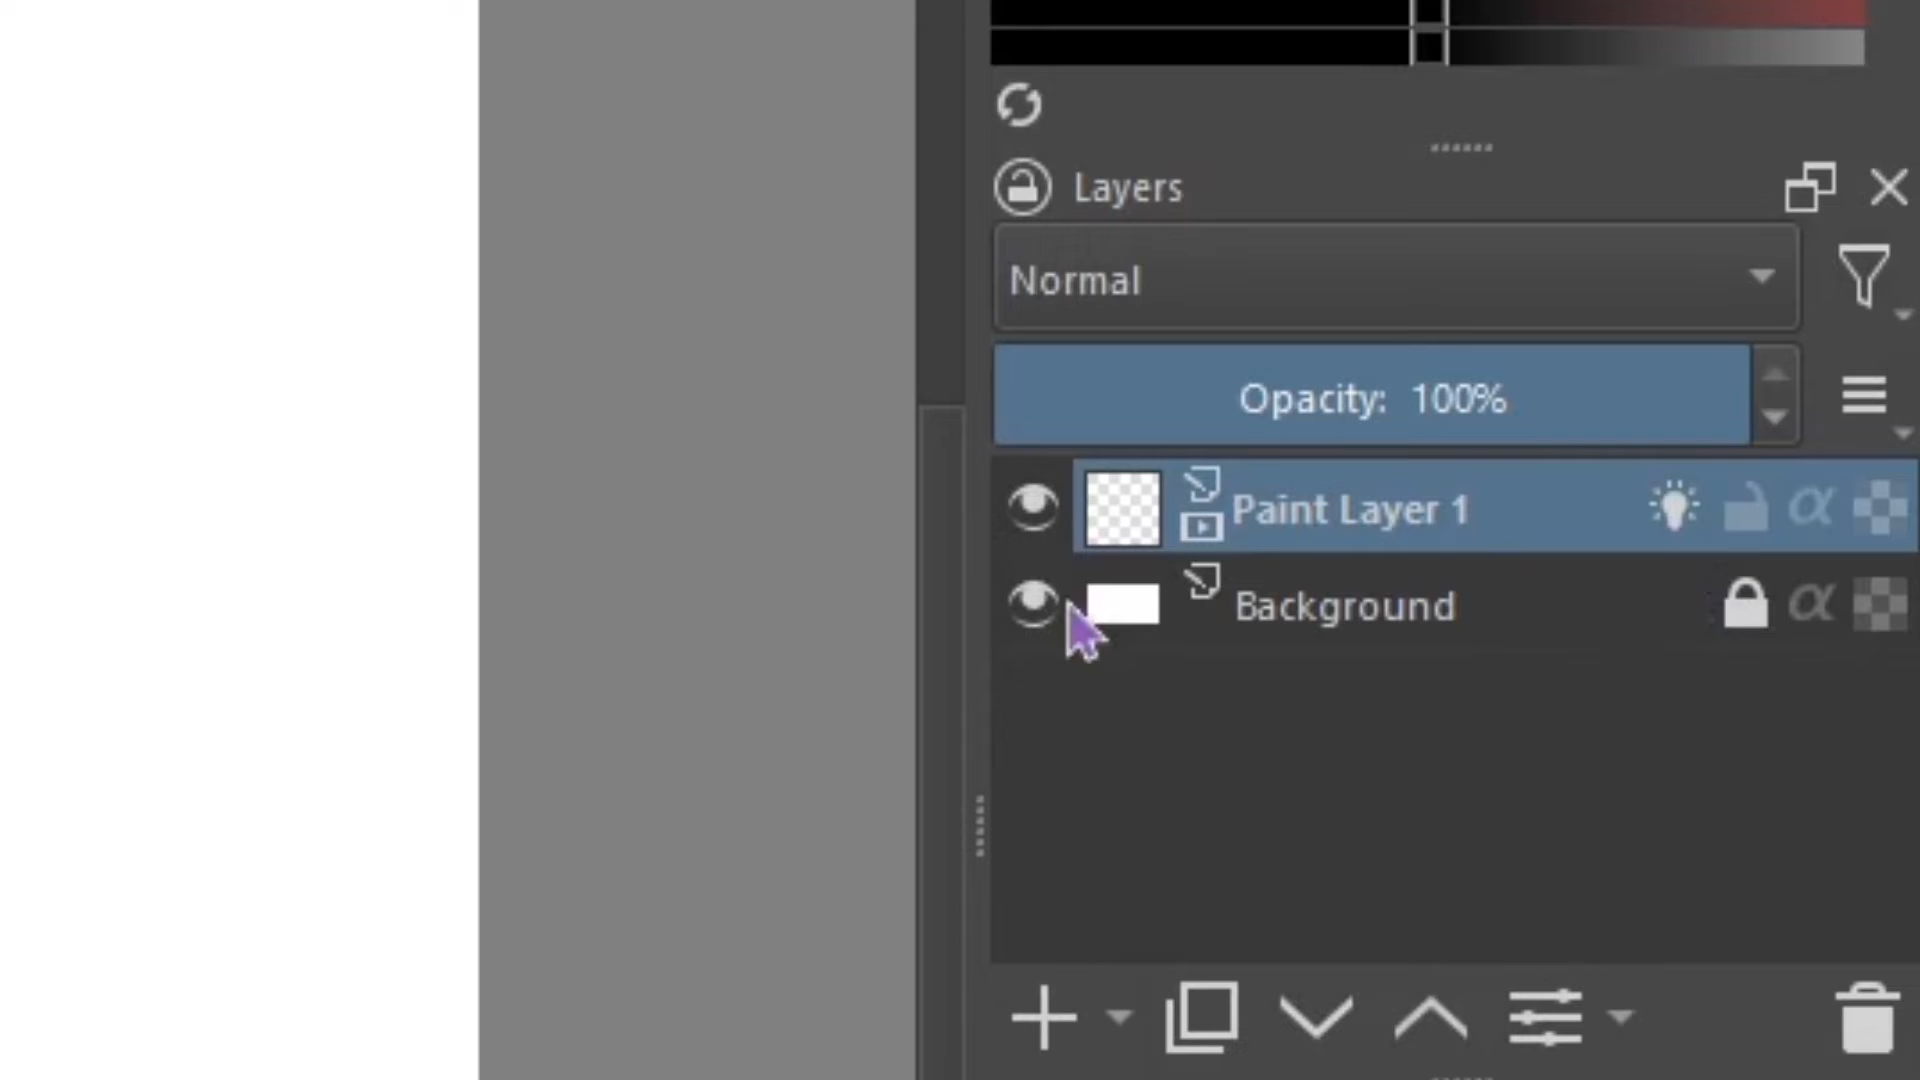 Layers
Normal
Opacity: 100%
Paint Layer 1
Background